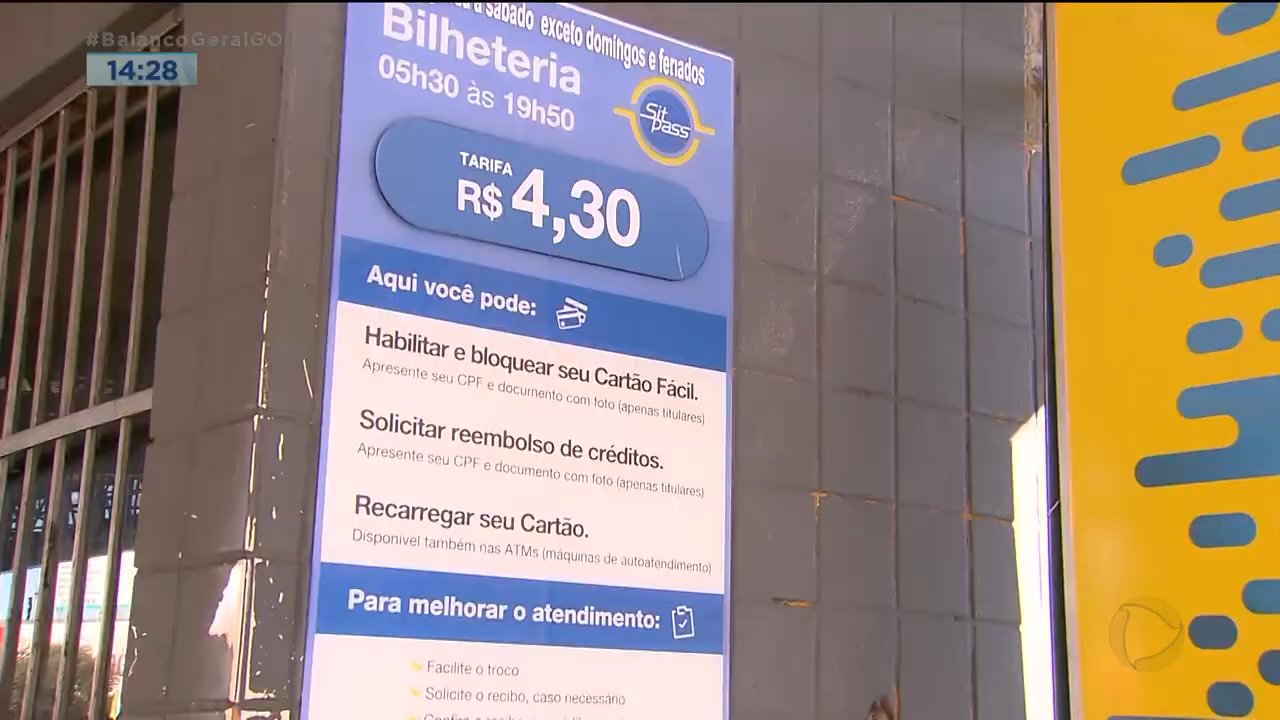 #BalancoGeralGO
14:28
a sábado exceto domingos e feriados
Bilheteria
05h30 às 19h50
Sit
pass
TARIFA
R$ 4,30
Aqui você pode:
Habilitar e bloquear seu Cartão Fácil.
Apresente seu CPF e documento com foto (apenas titulares)
Solicitar reembolso de créditos.
Apresente seu CPF e documento com foto (apenas titulares)
Recarregar seu Cartão.
Disponivel também nas ATMs (máquinas de autoatendimento)
Para melhorar o atendimento:
Facilite o troco
Solicite o recibo, caso necessário